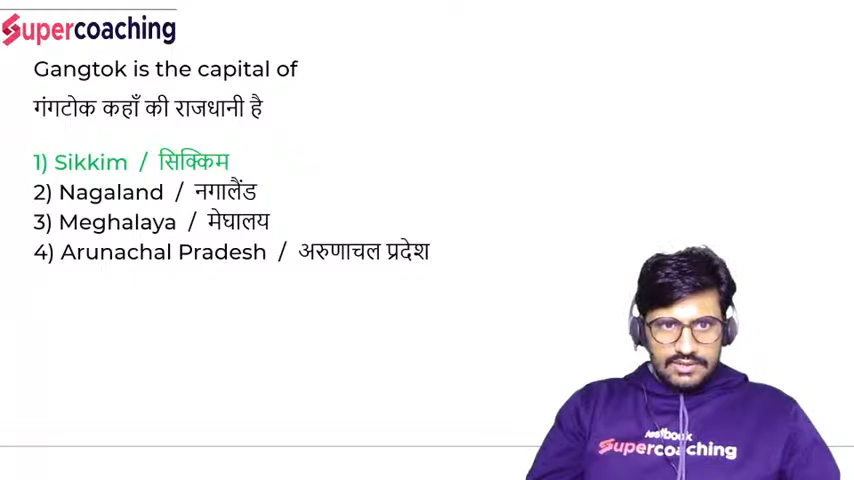 Supercoaching
Gangtok is the capital of
गंगटोक कहाँ की राजधानी है
1) Sikkim / सिक्किम
2) Nagaland / नगालैंड
3) Meghalaya / मेघालय
4) Arunachal Pradesh / अरुणाचल प्रदेश
testbook
Supercoaching